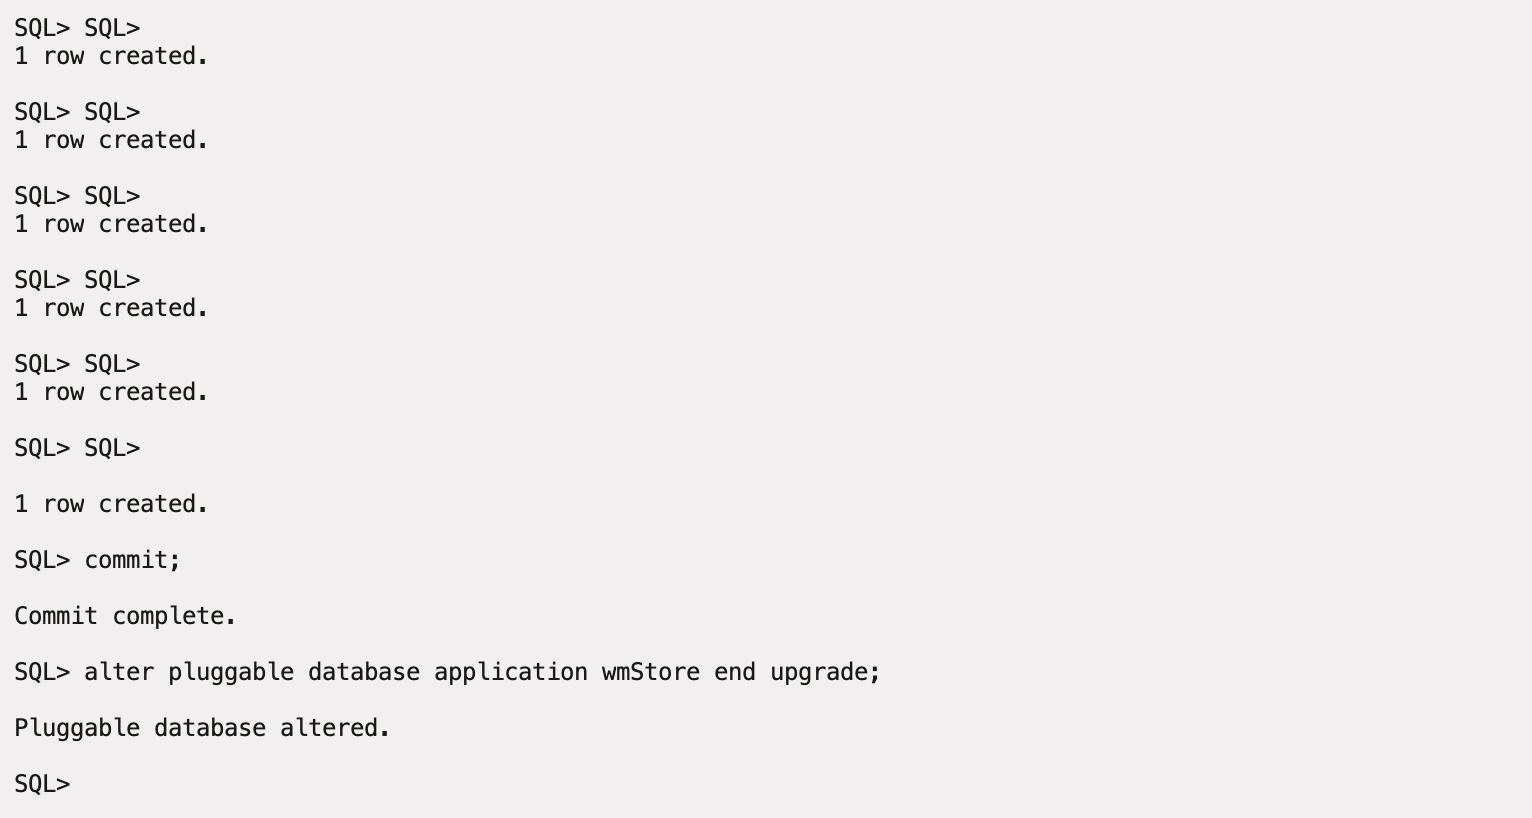 SQL> SQL>
1 row created.
SQL> SQL>
1 row created.
SQL> SQL>
1 row created.
SQL> SQL>
1 row created.
SQL> SQL>
1 row created.
SQL> SQL>
1 row created.
SQL> commit;
Commit complete.
SQL> alter pluggable database application wmStore end upgrade;
Pluggable database altered.
SQL>